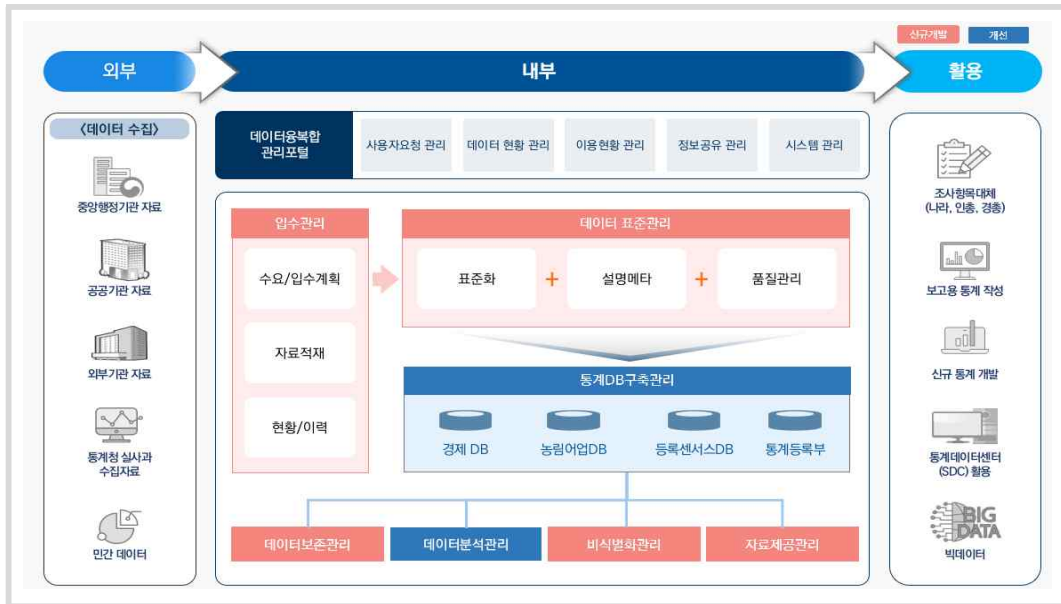 신규개발
개선
외부
내부
활용
〈데이터 수집〉
중앙행정기관 자료
공공기관 자료
외부기관 자료
통계청 실사과
수집자료
민간 데이터
데이터융복합
관리포털
사용자요청 관리
데이터 현황 관리
이용현황 관리
정보공유 관리
시스템 관리
입수관리
수요/입수계획
자료적재
현황/이력
데이터 표준관리
표준화
+
설명메타
+
품질관리
통계DB구축관리
경제 DB
농림어업DB
등록센서스DB
통계등록부
데이터보존관리
데이터분석관리
비식별화관리
자료제공관리
조사항목대체
(나라, 인총, 경총)
보고용 통계 작성
신규 통계 개발
통계데이터센터
(SDC) 활용
BIG
DATA
빅데이터